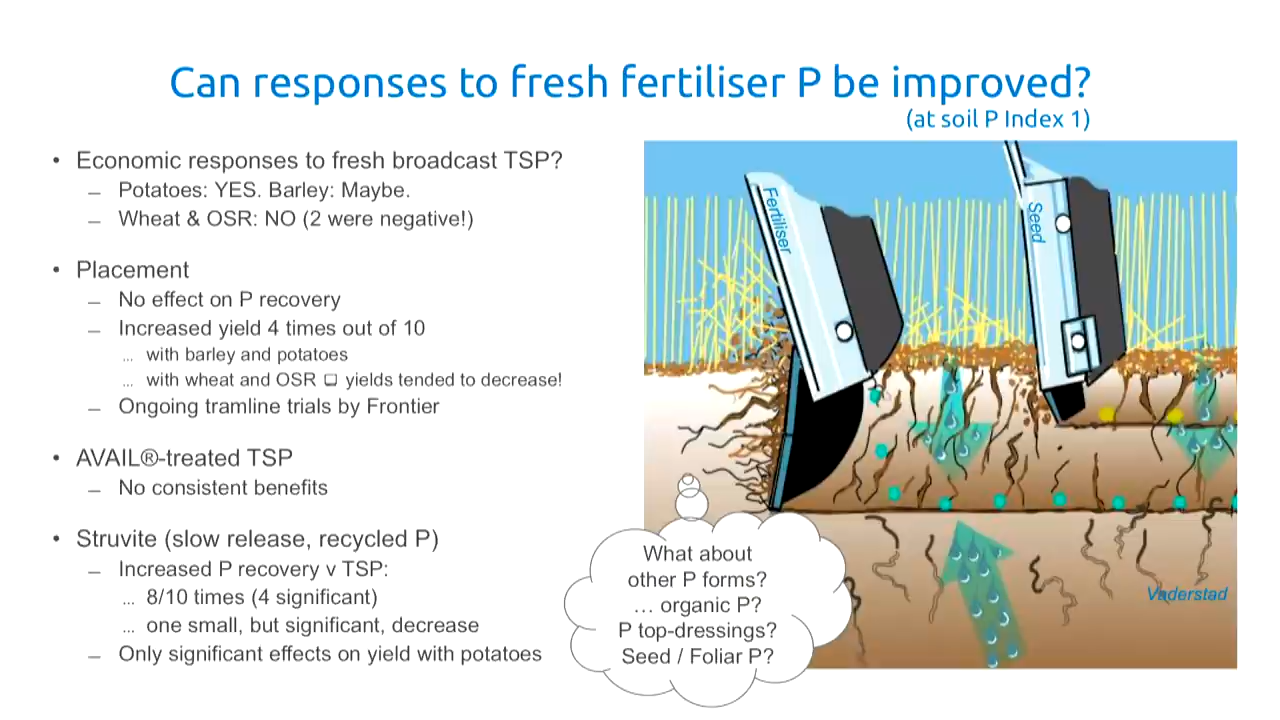 Can responses to fresh fertiliser P be improved?
(at soil P Index 1)
• Economic responses to fresh broadcast TSP?
– Potatoes: YES. Barley: Maybe.
– Wheat & OSR: NO (2 were negative!)
• Placement
– No effect on P recovery
– Increased yield 4 times out of 10
... with barley and potatoes
... with wheat and OSR □ yields tended to decrease!
– Ongoing tramline trials by Frontier
• AVAIL®-treated TSP
– No consistent benefits
• Struvite (slow release, recycled P)
– Increased P recovery v TSP:
... 8/10 times (4 significant)
... one small, but significant, decrease
– Only significant effects on yield with potatoes
Fertiliser
Seed
What about
other P forms?
... organic P?
P top-dressings?
Seed / Foliar P?
Vaderstad